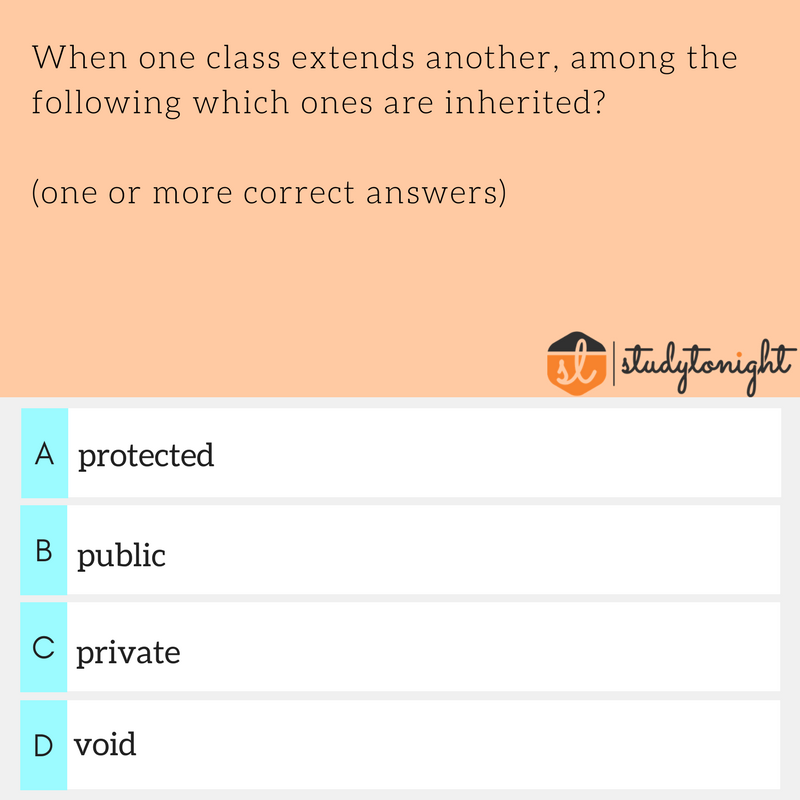 When one class extends another, among the
following which ones are inherited?
(one or more correct answers)
sl studytonight
A protected
B public
C private
D void